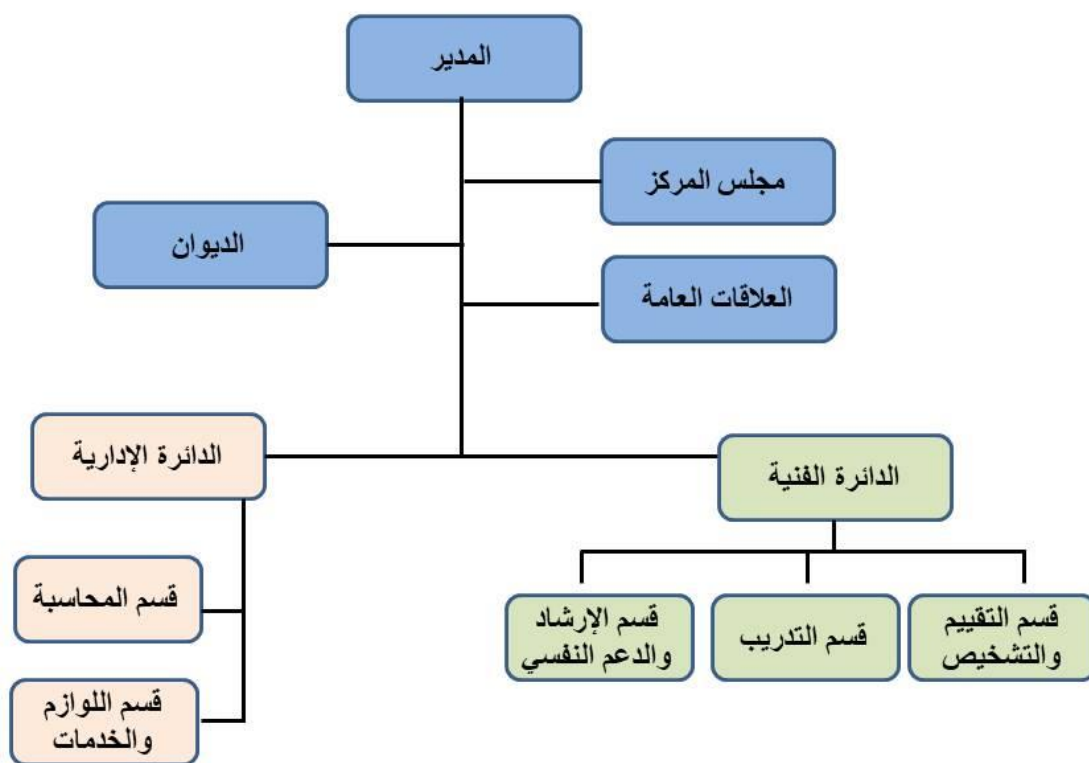 المدير
مجلس المركز
الديوان
العلاقات العامة
الدائرة الفنية
الدائرة الإدارية
قسم التقييم
والتشخيص
قسم التدريب
قسم الإرشاد
والدعم النفسي
قسم المحاسبة
قسم اللوازم
والخدمات